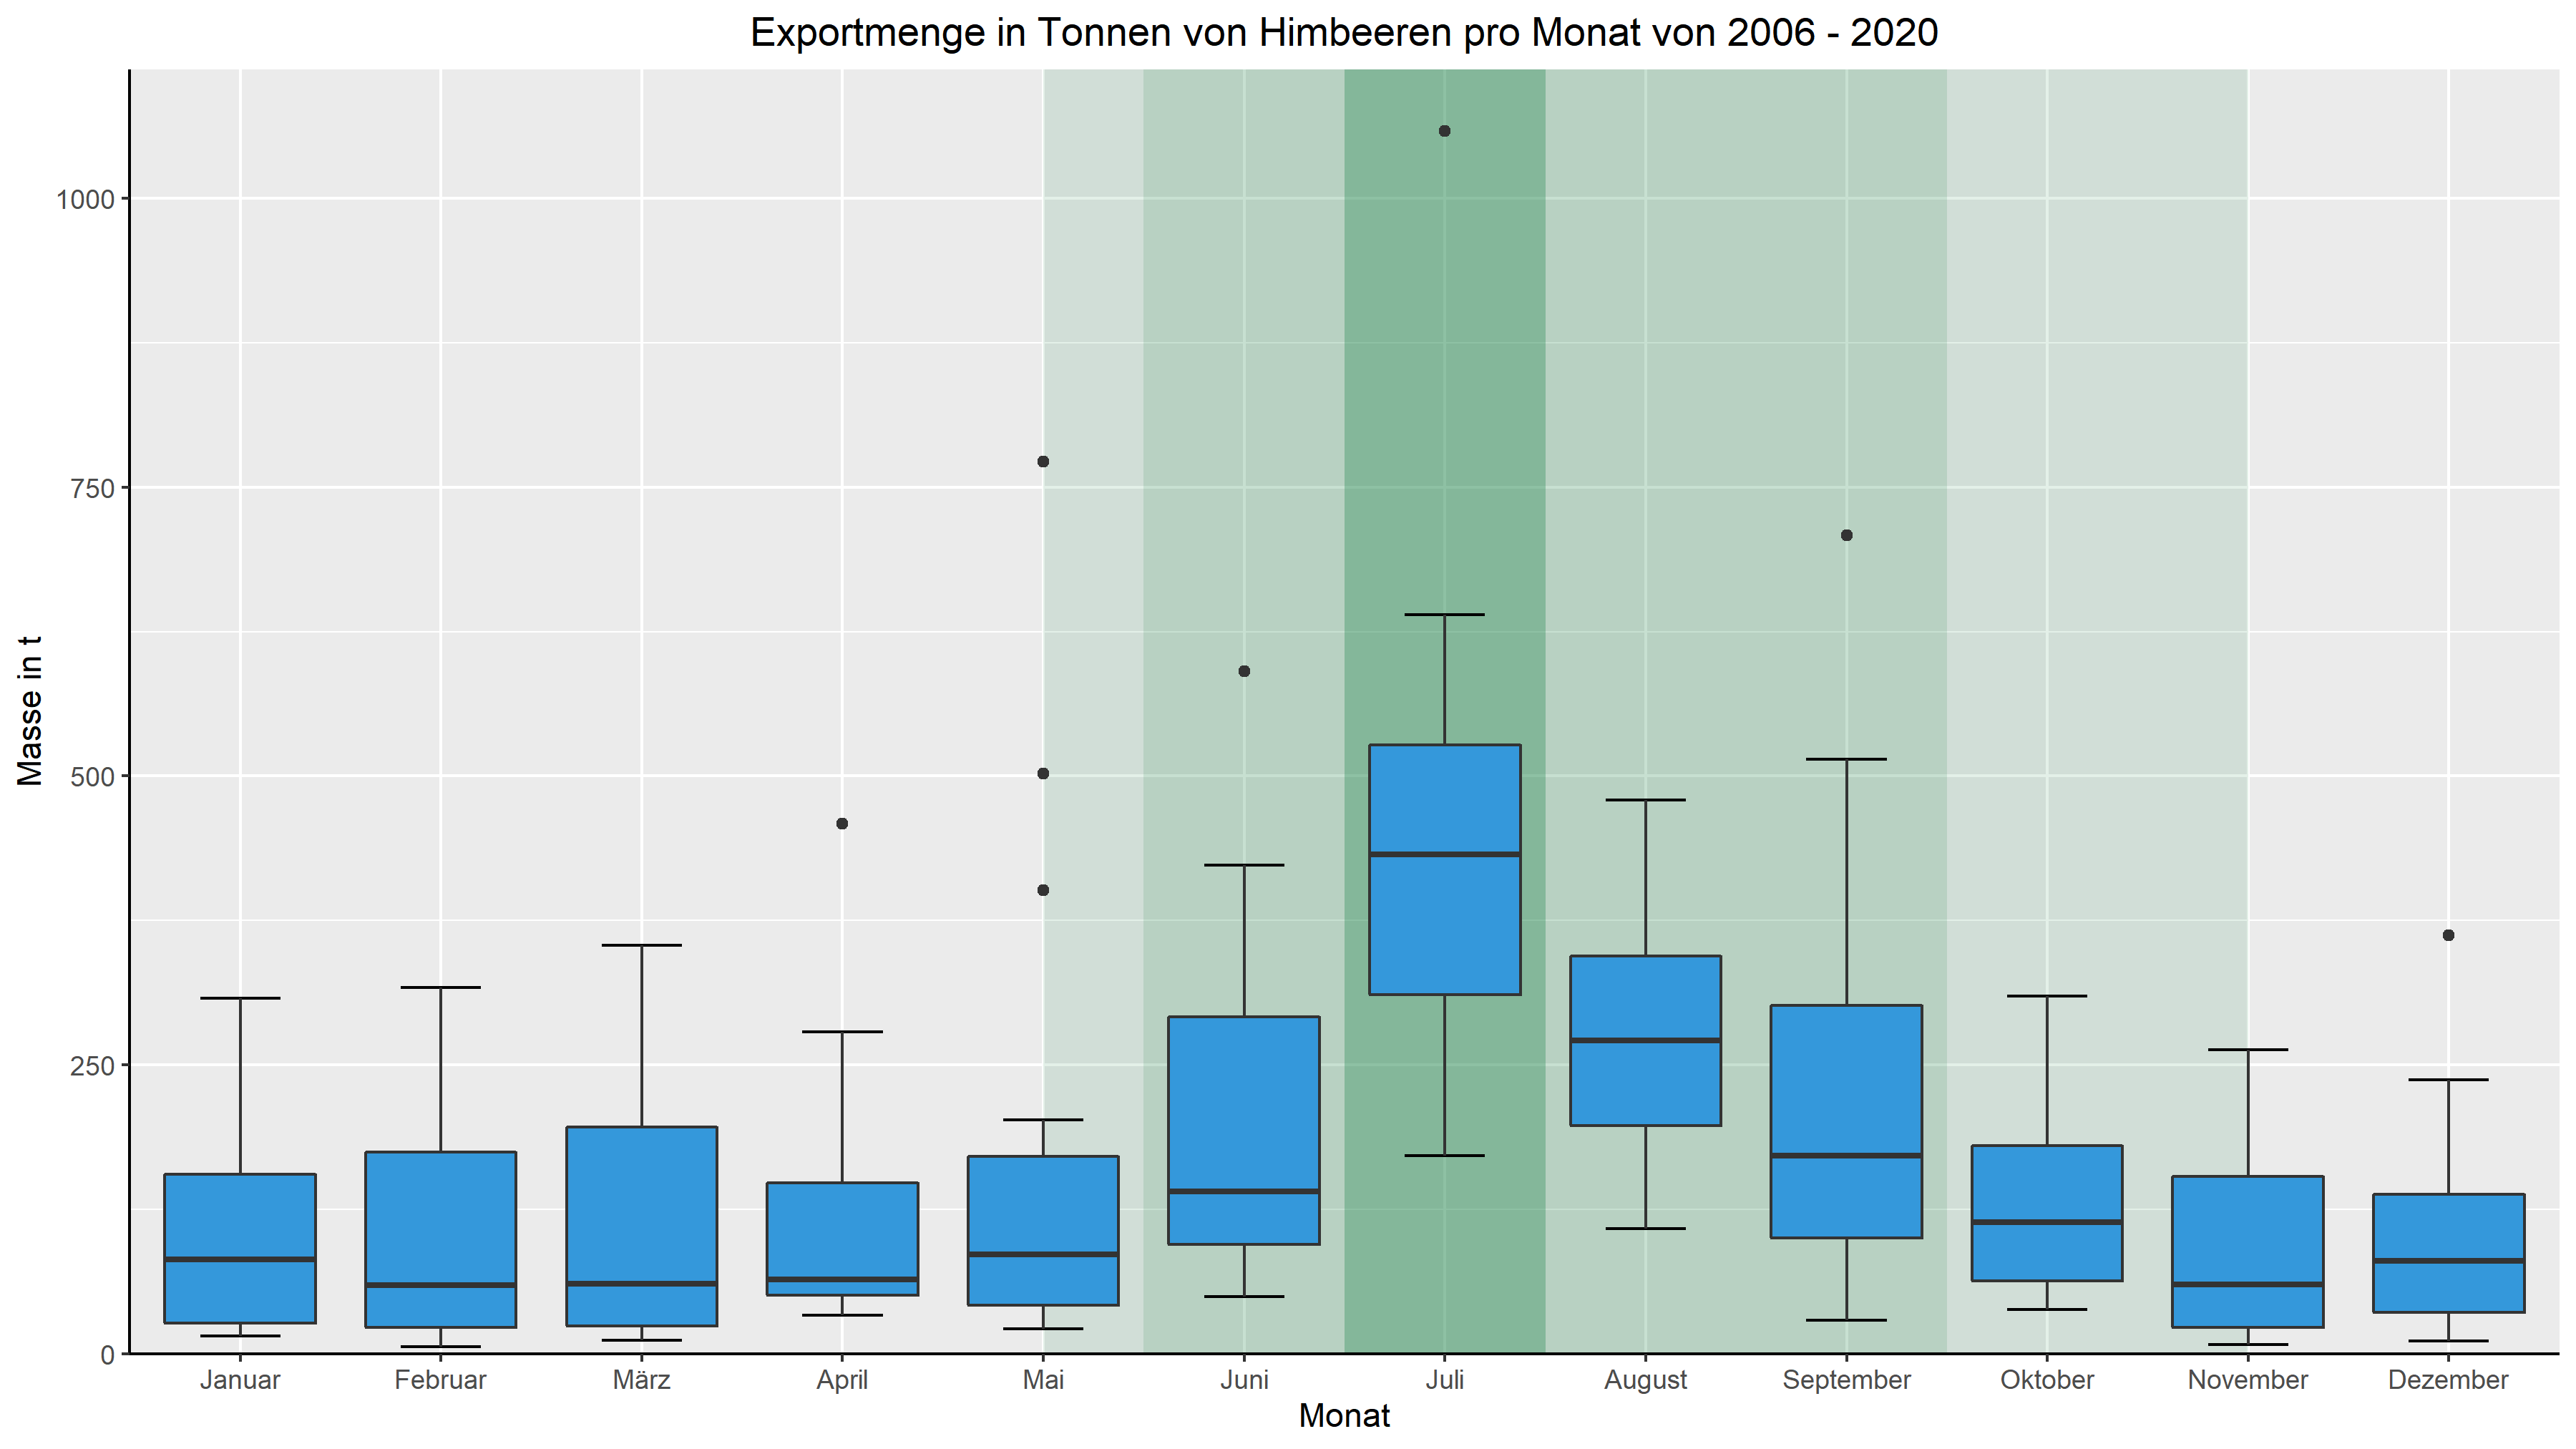 Exportmenge in Tonnen von Himbeeren pro Monat von 2006 - 2020
Masse in t
1000
750
500
250
0
Januar Februar März April Mai Juni Juli August September Oktober November Dezember
Monat